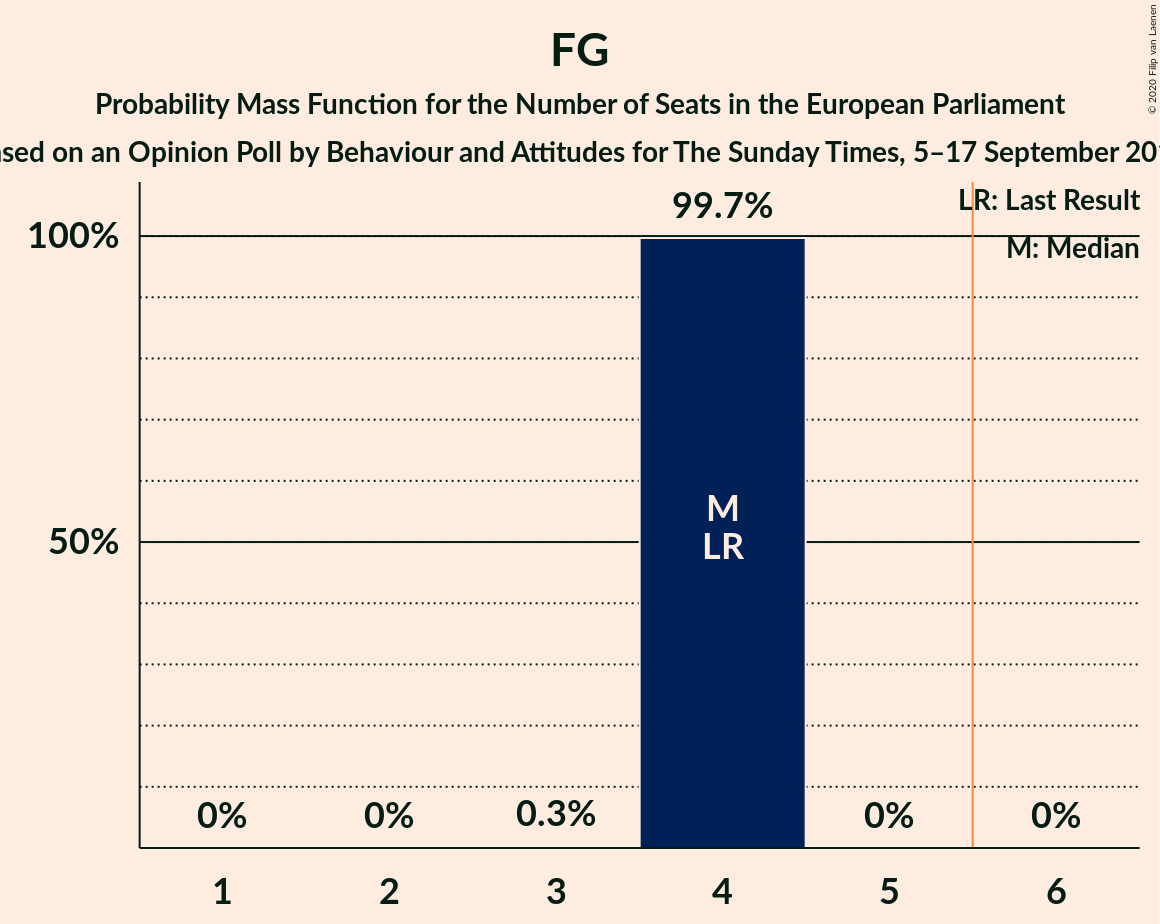 FG
Probability Mass Function for the Number of Seats in the European Parliament
on an Opinion Poll by Behaviour and Attitudes for The Sunday Times, 5–17 September
© 2020 Filip van Laenen
LR: Last Result
M: Median
99.7%
100%
50%
M
LR
0% 0% 0.3% 0% 0%
1 2 3 4 5 6